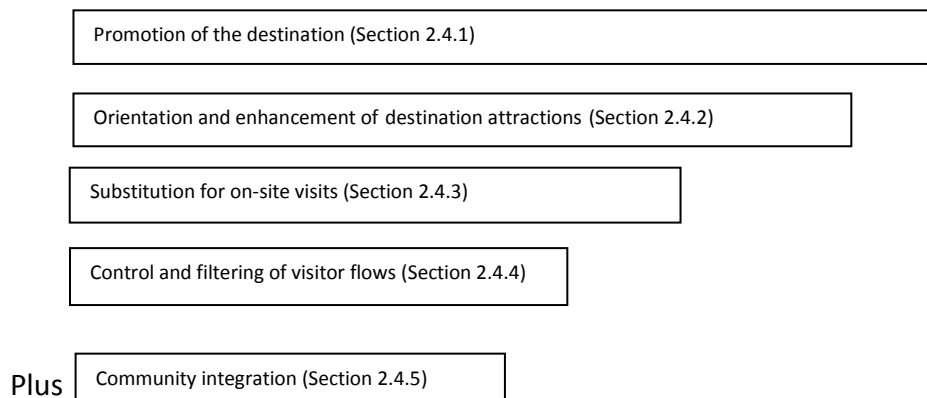 Promotion of the destination (Section 2.4.1)
Orientation and enhancement of destination attractions (Section 2.4.2)
Substitution for on-site visits (Section 2.4.3)
Control and filtering of visitor flows (Section 2.4.4)
Plus Community integration (Section 2.4.5)